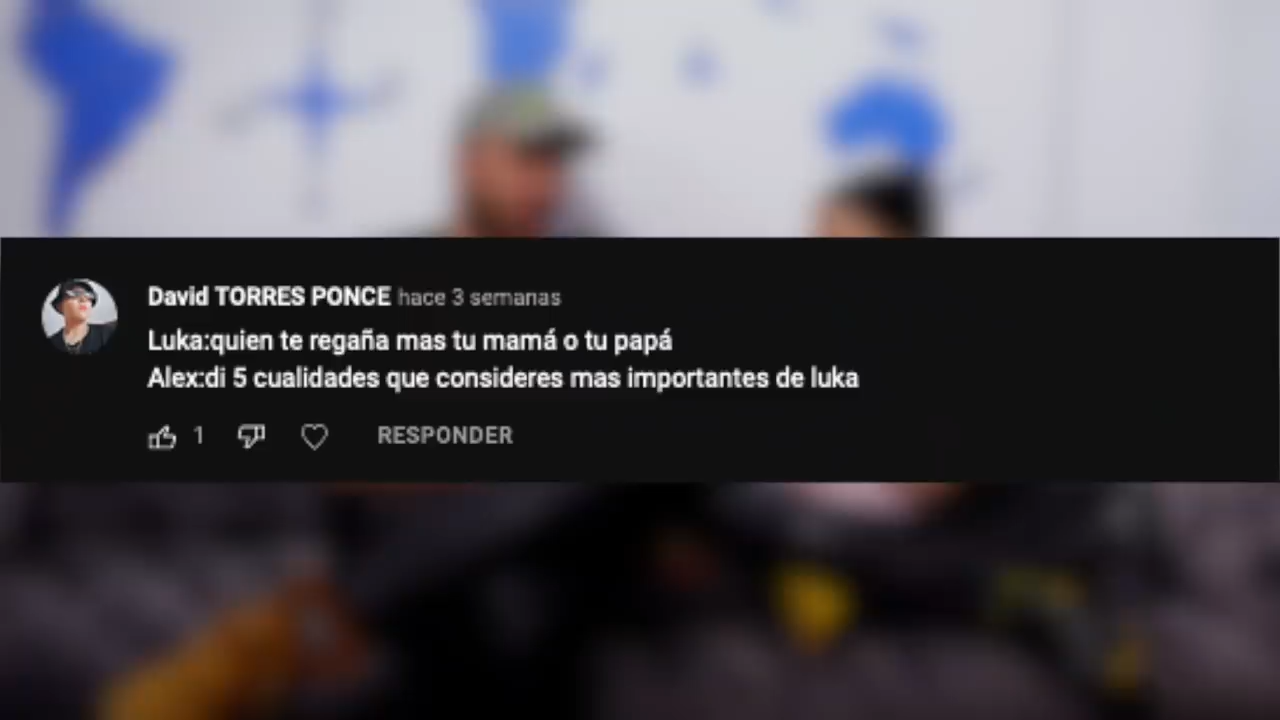 David TORRES PONCE hace 3 semanas
Luka:quien te regaña mas tu mamá o tu papá
Alex:di 5 cualidades que consideres mas importantes de luka
1 RESPONDER